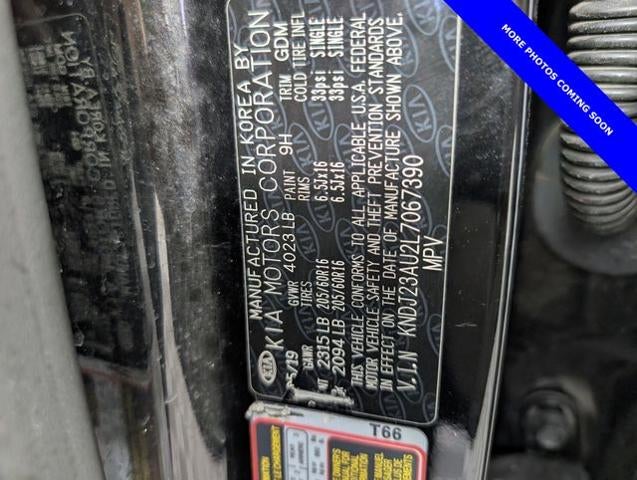 MORE PHOTOS COMING SOON
KIA MANUFACTURED IN KOREA BY
KIA MOTORS CORPORATION
/19 GVWR 4023 LB PAINT 9H TRIM GDM
GAWR TIRES RIMS COLD TIRE INFL
2315 LB 205/60R16 6.5JX16 33psi SINGLE
2094 LB 205/60R16 6.5JX16 33psi SINGLE
THIS VEHICLE CONFORMS TO ALL APPLICABLE U.S.A. FEDERAL
MOTOR VEHICLE SAFETY AND THEFT PREVENTION STANDARDS
IN EFFECT ON THE DATE OF MANUFACTURE SHOWN ABOVE.
V.I.N KNDJ23AU2L7067390
MPV
T66